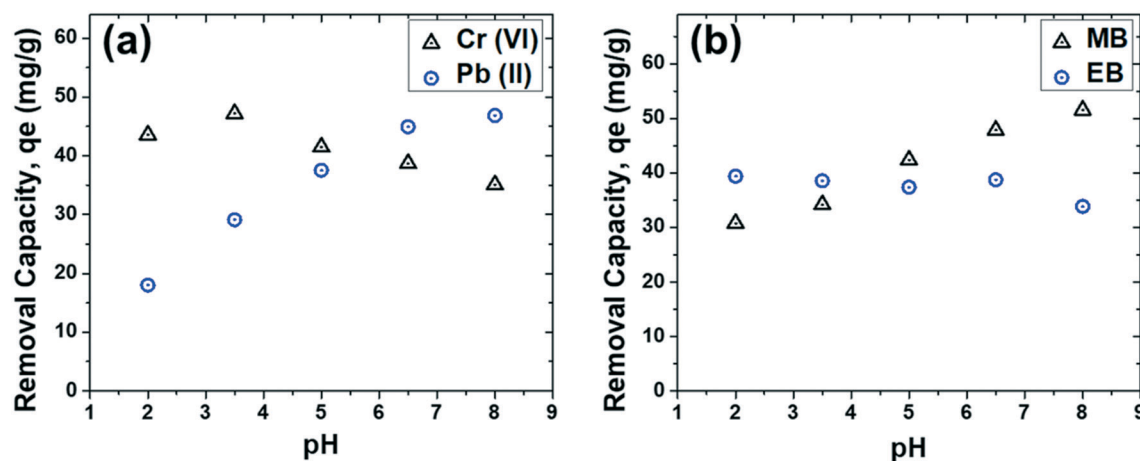 (a)
Cr (VI)
Pb (II)
Removal Capacity, qe (mg/g)
60
50
40
30
20
10
0
1 2 3 4 5 6 7 8 9
pH
(b)
MB
EB
Removal Capacity, qe (mg/g)
60
50
40
30
20
10
0
1 2 3 4 5 6 7 8 9
pH